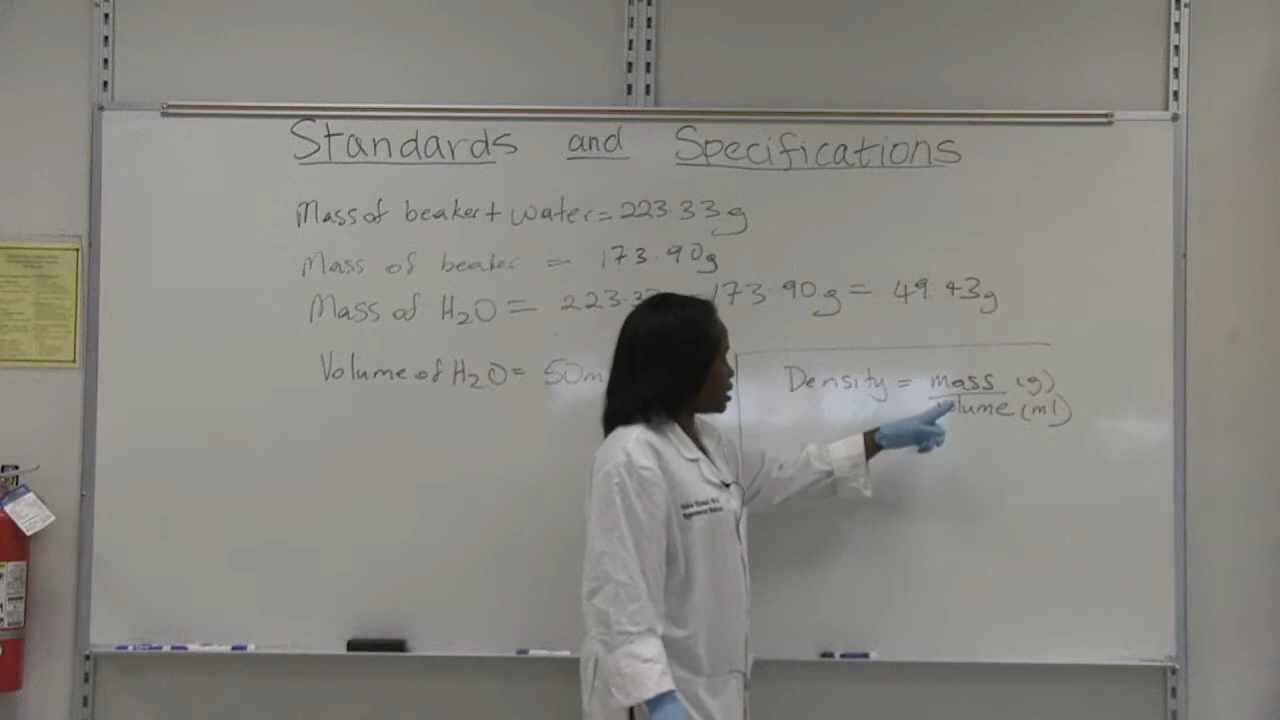 Standards and Specifications
Mass of beaker + water = 223.33g
Mass of beaker = 173.90g
Mass of H₂O = 223.33 173.90g = 49.43g
Volume of H₂O = 50m
Density = mass (g)
volume (ml)